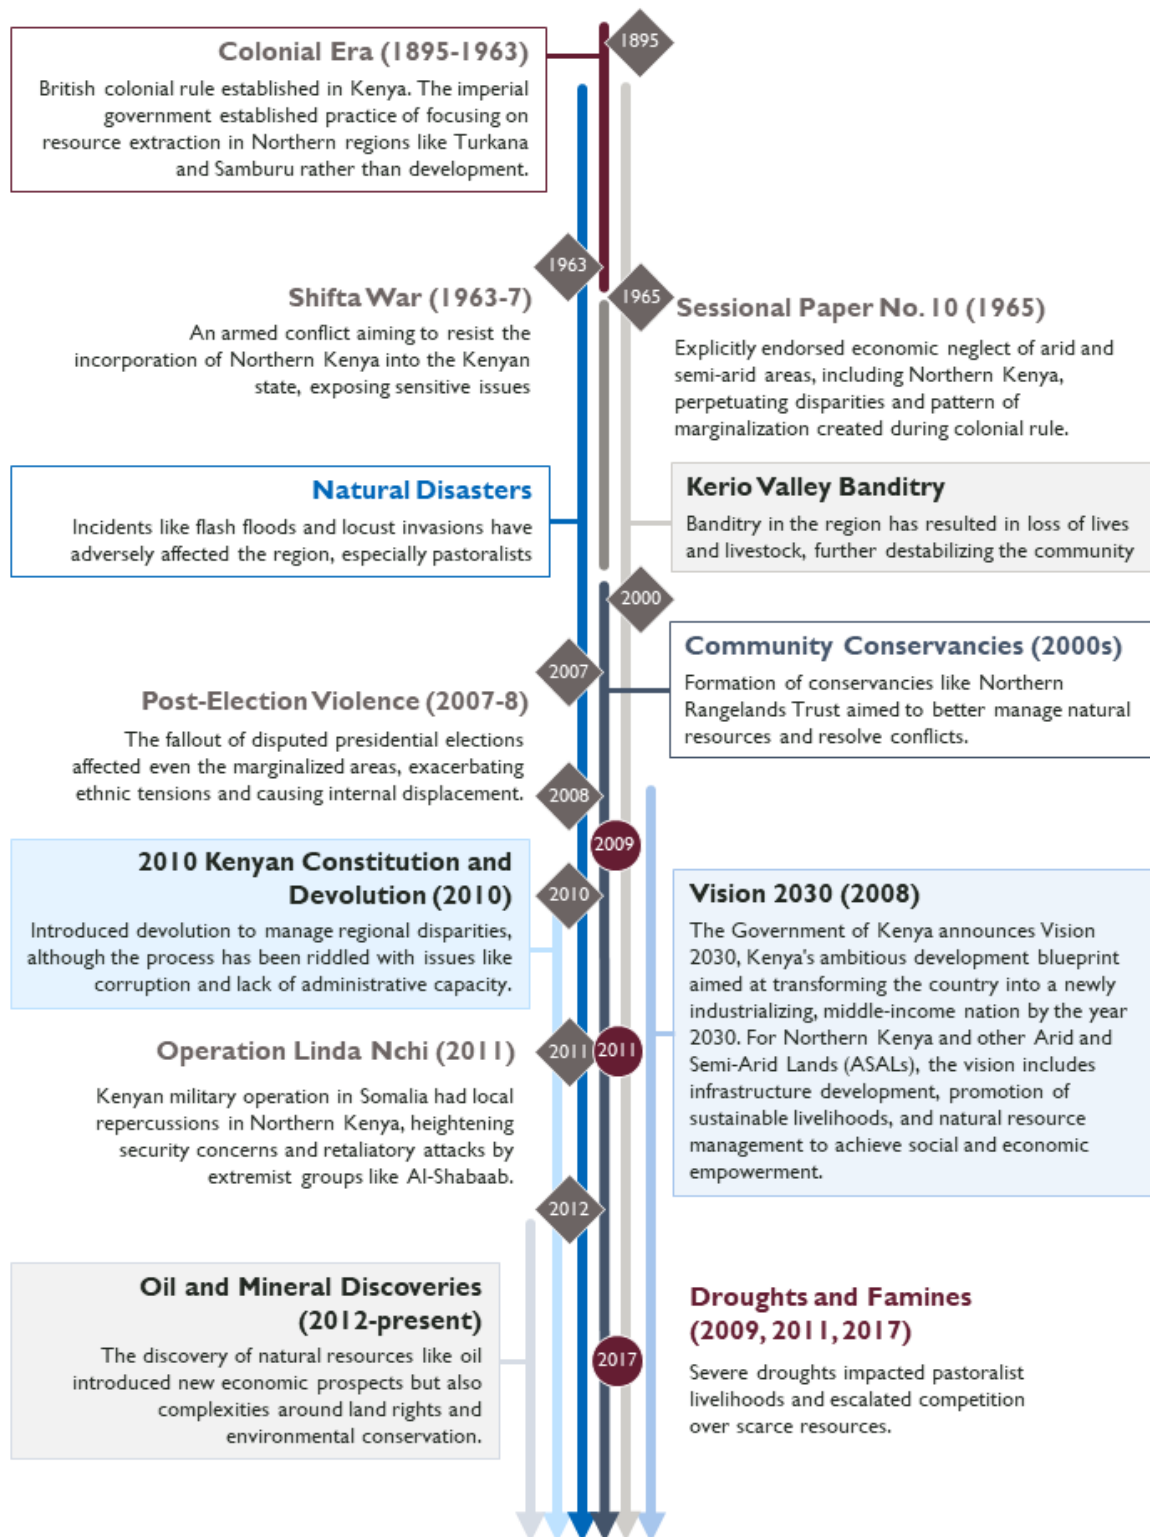 1895
Colonial Era (1895-1963)
British colonial rule established in Kenya. The imperial
government established practice of focusing on
resource extraction in Northern regions like Turkana
and Samburu rather than development.
1963
Shifta War (1963-7)
An armed conflict aiming to resist the
incorporation of Northern Kenya into the Kenyan
state, exposing sensitive issues
1965
Sessional Paper No. 10 (1965)
Explicitly endorsed economic neglect of arid and
semi-arid areas, including Northern Kenya,
perpetuating disparities and pattern of
marginalization created during colonial rule.
Natural Disasters
Incidents like flash floods and locust invasions have
adversely affected the region, especially pastoralists
Kerio Valley Banditry
Banditry in the region has resulted in loss of lives
and livestock, further destabilizing the community
2000
Community Conservancies (2000s)
Formation of conservancies like Northern
Rangelands Trust aimed to better manage natural
resources and resolve conflicts.
2007
Post-Election Violence (2007-8)
The fallout of disputed presidential elections
affected even the marginalized areas, exacerbating
ethnic tensions and causing internal displacement.
2008
2009
2010 Kenyan Constitution and
Devolution (2010)
Introduced devolution to manage regional disparities,
although the process has been riddled with issues like
corruption and lack of administrative capacity.
2010
Vision 2030 (2008)
The Government of Kenya announces Vision
2030, Kenya's ambitious development blueprint
aimed at transforming the country into a newly
industrializing, middle-income nation by the year
2030. For Northern Kenya and other Arid and
Semi-Arid Lands (ASALs), the vision includes
infrastructure development, promotion of
sustainable livelihoods, and natural resource
management to achieve social and economic
empowerment.
Operation Linda Nchi (2011)
2011
2011
Kenyan military operation in Somalia had local
repercussions in Northern Kenya, heightening
security concerns and retaliatory attacks by
extremist groups like Al-Shabaab.
2012
Oil and Mineral Discoveries
(2012-present)
The discovery of natural resources like oil
introduced new economic prospects but also
complexities around land rights and
environmental conservation.
Droughts and Famines
(2009, 2011, 2017)
2017
Severe droughts impacted pastoralist
livelihoods and escalated competition
over scarce resources.